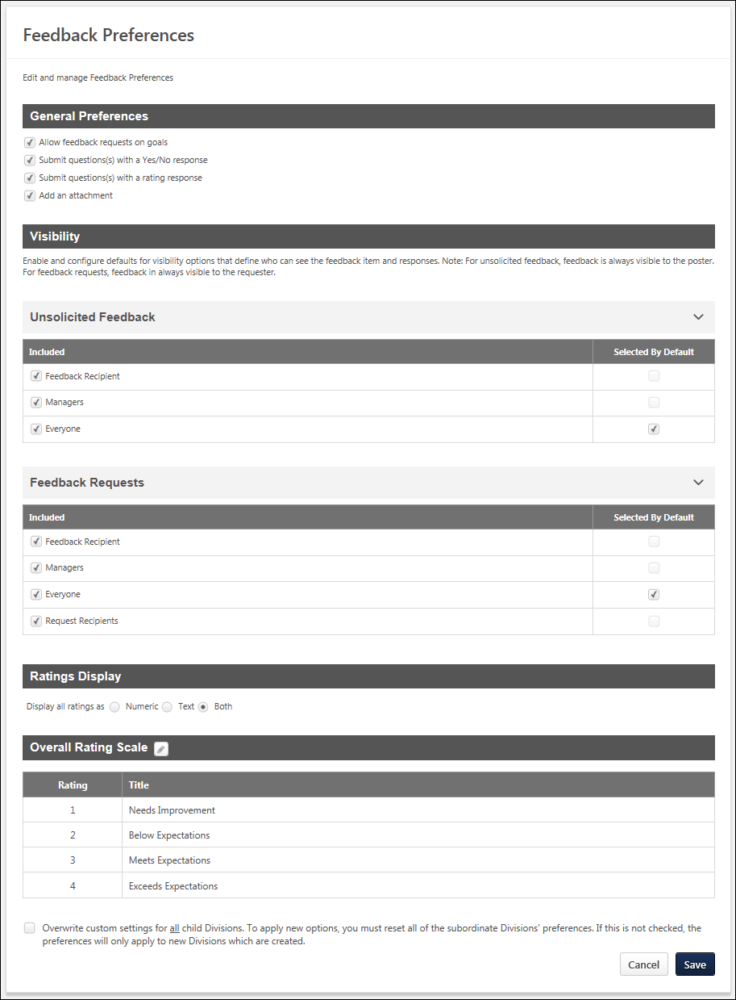 Feedback Preferences
Edit and manage Feedback Preferences
General Preferences
Allow feedback requests on goals
Submit questions(s) with a Yes/No response
Submit questions(s) with a rating response
Add an attachment
Visibility
Enable and configure defaults for visibility options that define who can see the feedback item and responses. Note: For unsolicited feedback, feedback is always visible to the poster.
For feedback requests, feedback in always visible to the requester.
Unsolicited Feedback
Included Selected By Default
Feedback Recipient
Managers
Everyone
Feedback Requests
Included Selected By Default
Feedback Recipient
Managers
Everyone
Request Recipients
Ratings Display
Display all ratings as Numeric Text Both
Overall Rating Scale
Rating Title
1 Needs Improvement
2 Below Expectations
3 Meets Expectations
4 Exceeds Expectations
Overwrite custom settings for all child Divisions. To apply new options, you must reset all of the subordinate Divisions' preferences. If this is not checked, the
preferences will only apply to new Divisions which are created.
Cancel Save